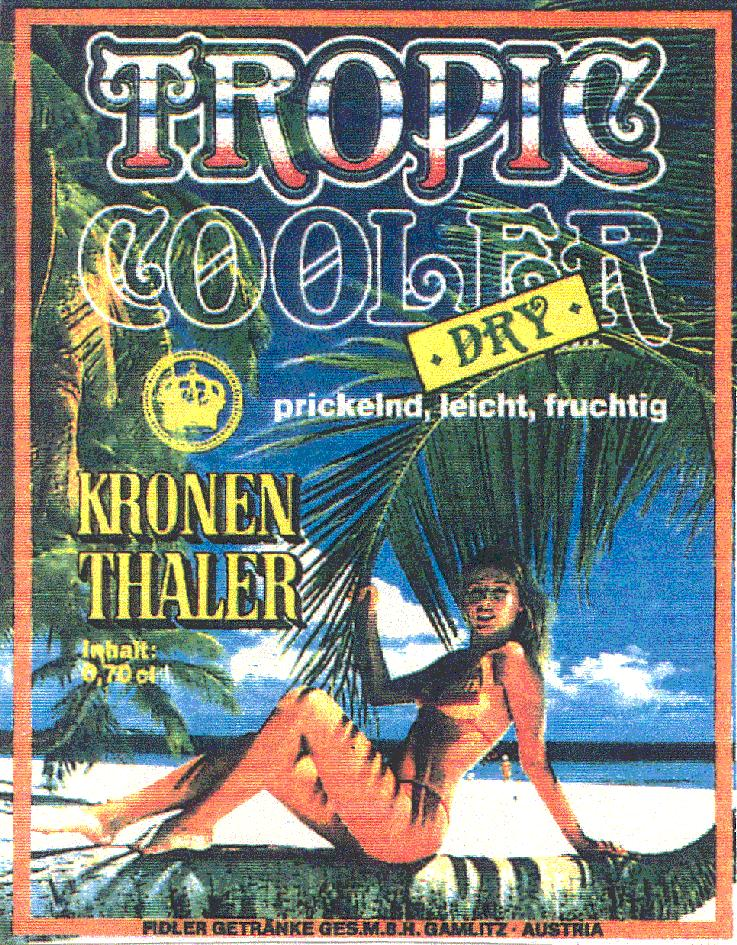 TROPIC
COOLER
· DRY ·
prickelnd, leicht, fruchtig
KRONEN
THALER
Inhalt:
0,70 cl
FIDLER GETRÄNKE GES.M.B.H. GAMLITZ · AUSTRIA